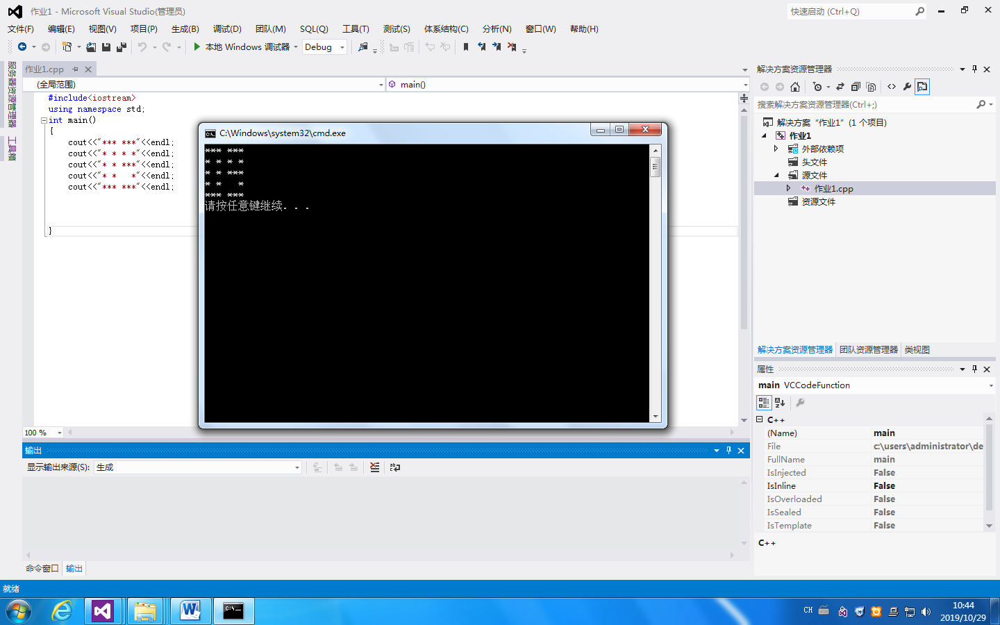 作业1 - Microsoft Visual Studio(管理员)
快速启动 (Ctrl+Q)
文件(F) 编辑(E) 视图(V) 项目(P) 生成(B) 调试(D) 团队(M) SQL(Q) 工具(T) 测试(S) 体系结构(C) 分析(N) 窗口(W) 帮助(H)
本地 Windows 调试器 Debug
服务器资源管理器
工具箱
作业1.cpp
(全局范围) main()
#include<iostream>
using namespace std;
int main()
{
cout<<"*** ***"<<endl;
cout<<"* * * *"<<endl;
cout<<"* * ***"<<endl;
cout<<"* *   *"<<endl;
cout<<"*** ***"<<endl;
}
C:\Windows\system32\cmd.exe
*** ***
* * * *
* * ***
* *   *
*** ***
请按任意键继续. . .
100 %
输出
显示输出来源(S): 生成
命令窗口 输出
解决方案资源管理器
搜索解决方案资源管理器(Ctrl+;)
解决方案 “作业1” (1 个项目)
作业1
外部依赖项
头文件
源文件
作业1.cpp
资源文件
解决方案资源管理器 团队资源管理器 类视图
属性
main VCCodeFunction
C++
(Name) main
File c:\users\administrator\de
FullName main
IsInjected False
IsInline False
IsOverloaded False
IsSealed False
IsTemplate False
C++
就绪
CH
10:44
2019/10/29